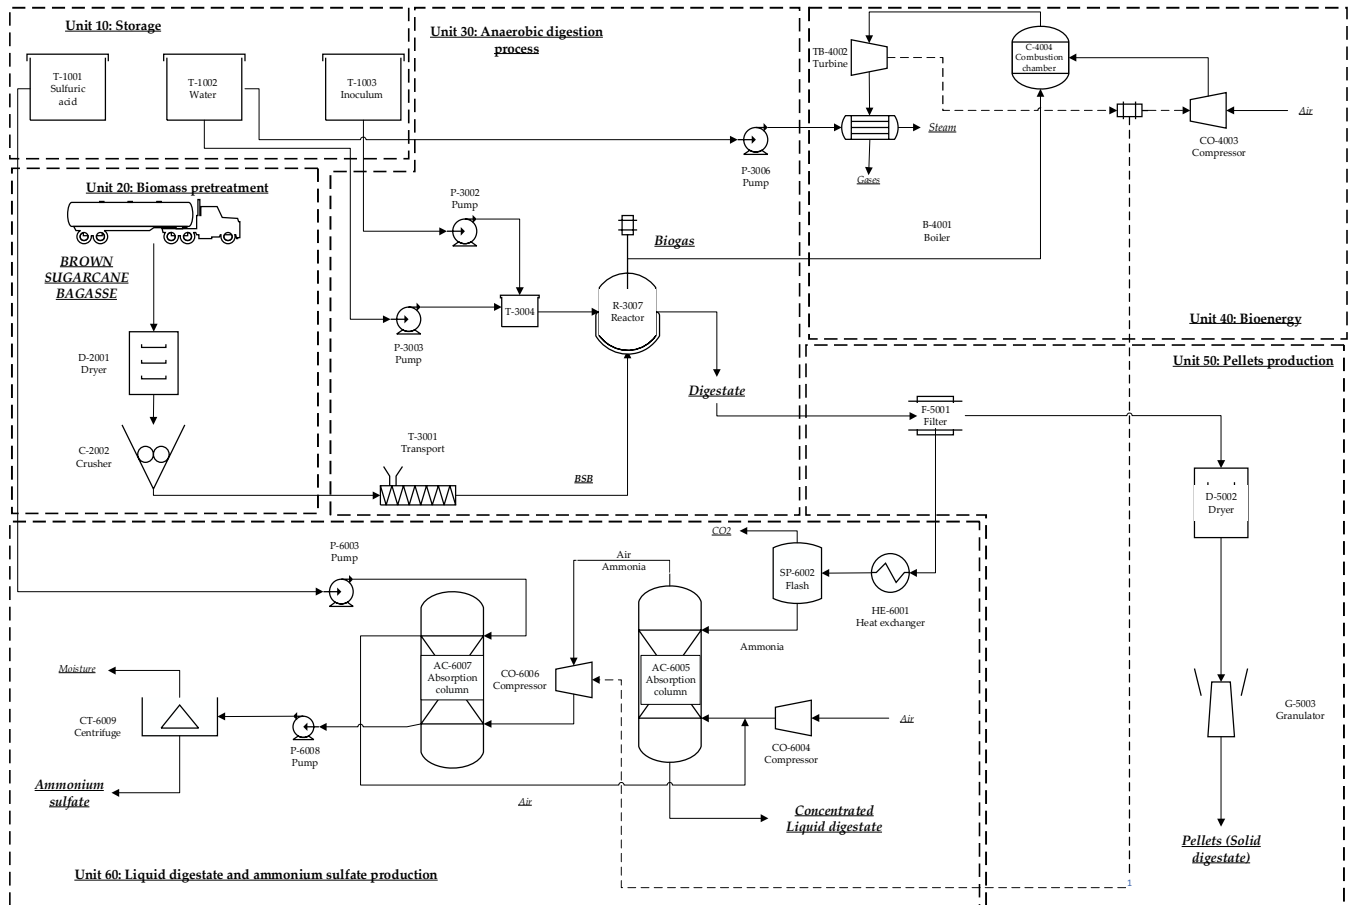 Unit 10: Storage
T-1001
Sulfuric
acid
T-1002
Water
T-1003
Inoculum
Unit 30: Anaerobic digestion
process
TB-4002
Turbine
C-4004
Combustion
chamber
Air
CO-4003
Compressor
Steam
Gases
P-3006
Pump
B-4001
Boiler
Unit 40: Bioenergy
Unit 20: Biomass pretreatment
BROWN
SUGARCANE
BAGASSE
D-2001
Dryer
C-2002
Crusher
P-3002
Pump
P-3003
Pump
T-3004
Biogas
R-3007
Reactor
Digestate
T-3001
Transport
BSB
Unit 50: Pellets production
F-5001
Filter
D-5002
Dryer
G-5003
Granulator
Pellets (Solid
digestate)
P-6003
Pump
CO2
SP-6002
Flash
HE-6001
Heat exchanger
Air
Ammonia
Ammonia
AC-6007
Absorption
column
CO-6006
Compressor
AC-6005
Absorption
column
Air
CO-6004
Compressor
Moisture
CT-6009
Centrifuge
P-6008
Pump
Ammonium
sulfate
Air
Concentrated
Liquid digestate
Unit 60: Liquid digestate and ammonium sulfate production
1